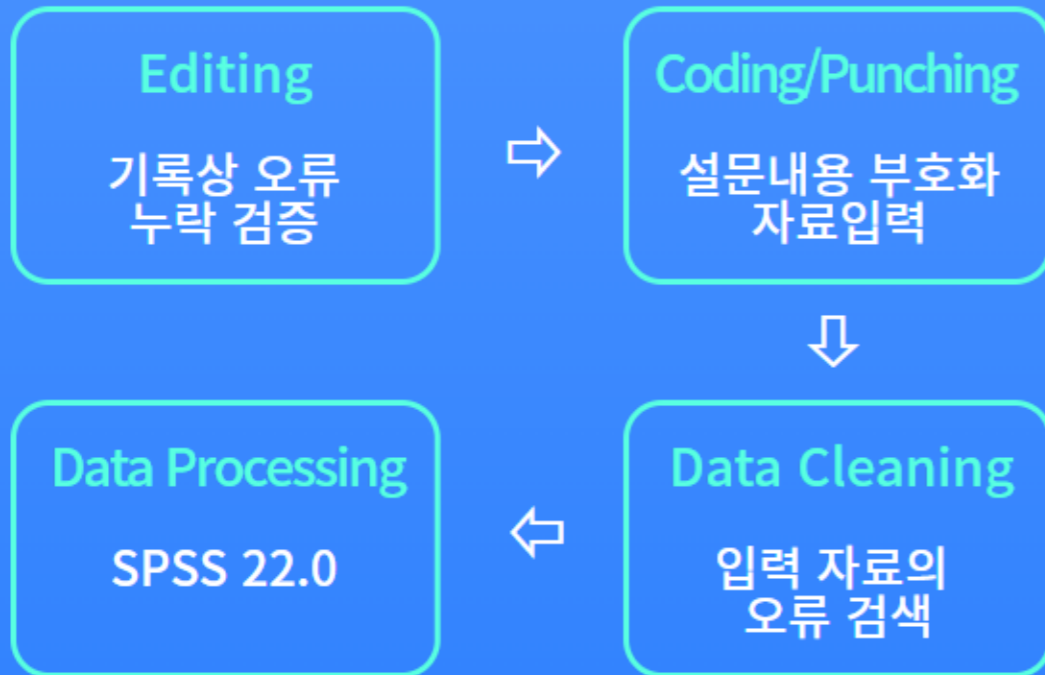 Editing
기록상 오류
누락 검증
Coding/Punching
설문내용 부호화
자료입력
Data Cleaning
입력 자료의
오류 검색
Data Processing
SPSS 22.0